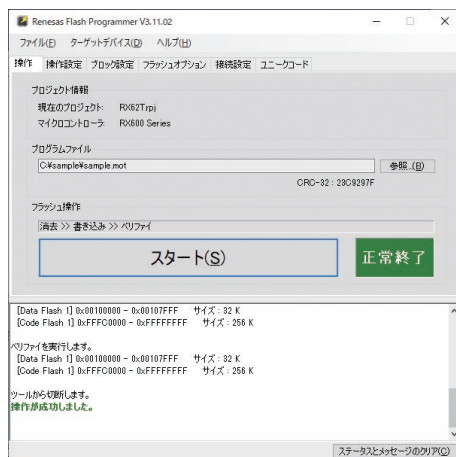 Renesas Flash Programmer V3.11.02
ファイル(F) ターゲットデバイス(D) ヘルプ(H)
操作 操作設定 ブロック設定 フラッシュオプション 接続設定 ユニークコード
プロジェクト情報
現在のプロジェクト: RX62Trpj
マイクロコントローラ: RX600 Series
プログラムファイル
C:¥sample¥sample.mot 参照...(B)
CRC-32 : 23C9297F
フラッシュ操作
消去 >> 書き込み >> ベリファイ
スタート(S) 正常終了
[Data Flash 1] 0x00100000 - 0x00107FFF サイズ : 32 K
[Code Flash 1] 0xFFFC0000 - 0xFFFFFFFF サイズ : 256 K
ベリファイを実行します。
[Data Flash 1] 0x00100000 - 0x00107FFF サイズ : 32 K
[Code Flash 1] 0xFFFC0000 - 0xFFFFFFFF サイズ : 256 K
ツールから切断します。
操作が成功しました。
ステータスとメッセージのクリア(C)